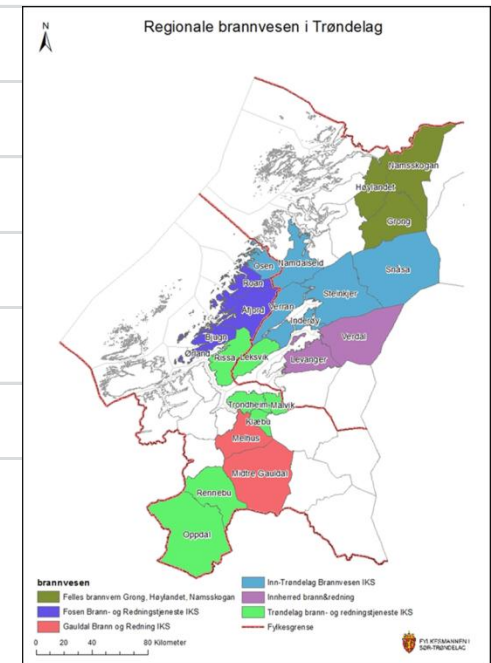 N
Regionale brannvesen i Trøndelag
Namsskogan
Høylandet
Grong
Osen
Namdalseid
Snåsa
Roan
Steinkjer
Verran
Åfjord
Inderøy
Verdal
Bjugn
Levanger
Ørland
Rissa
Leksvik
Trondheim
Malvik
Klæbu
Melhus
Midtre Gauldal
Rennebu
Oppdal
brannvesen
Felles brannvern Grong, Høylandet, Namsskogan
Fosen Brann- og Redningstjeneste IKS
Gauldal Brann og Redning IKS
Inn-Trøndelag Brannvesen IKS
Innherred brann&redning
Trøndelag brann- og redningstjeneste IKS
Fylkesgrense
0 20 40 80 Kilometer
FYLKESMANNEN I
SØR-TRØNDELAG